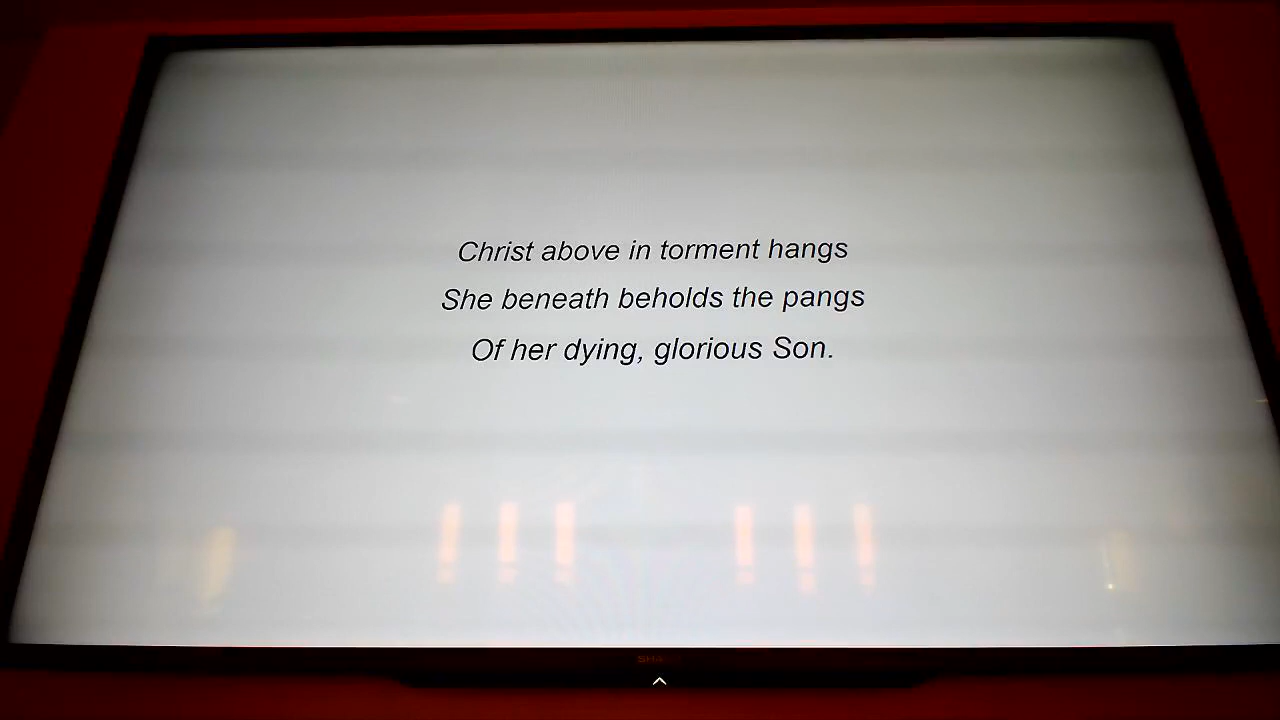 Christ above in torment hangs
She beneath beholds the pangs
Of her dying, glorious Son.